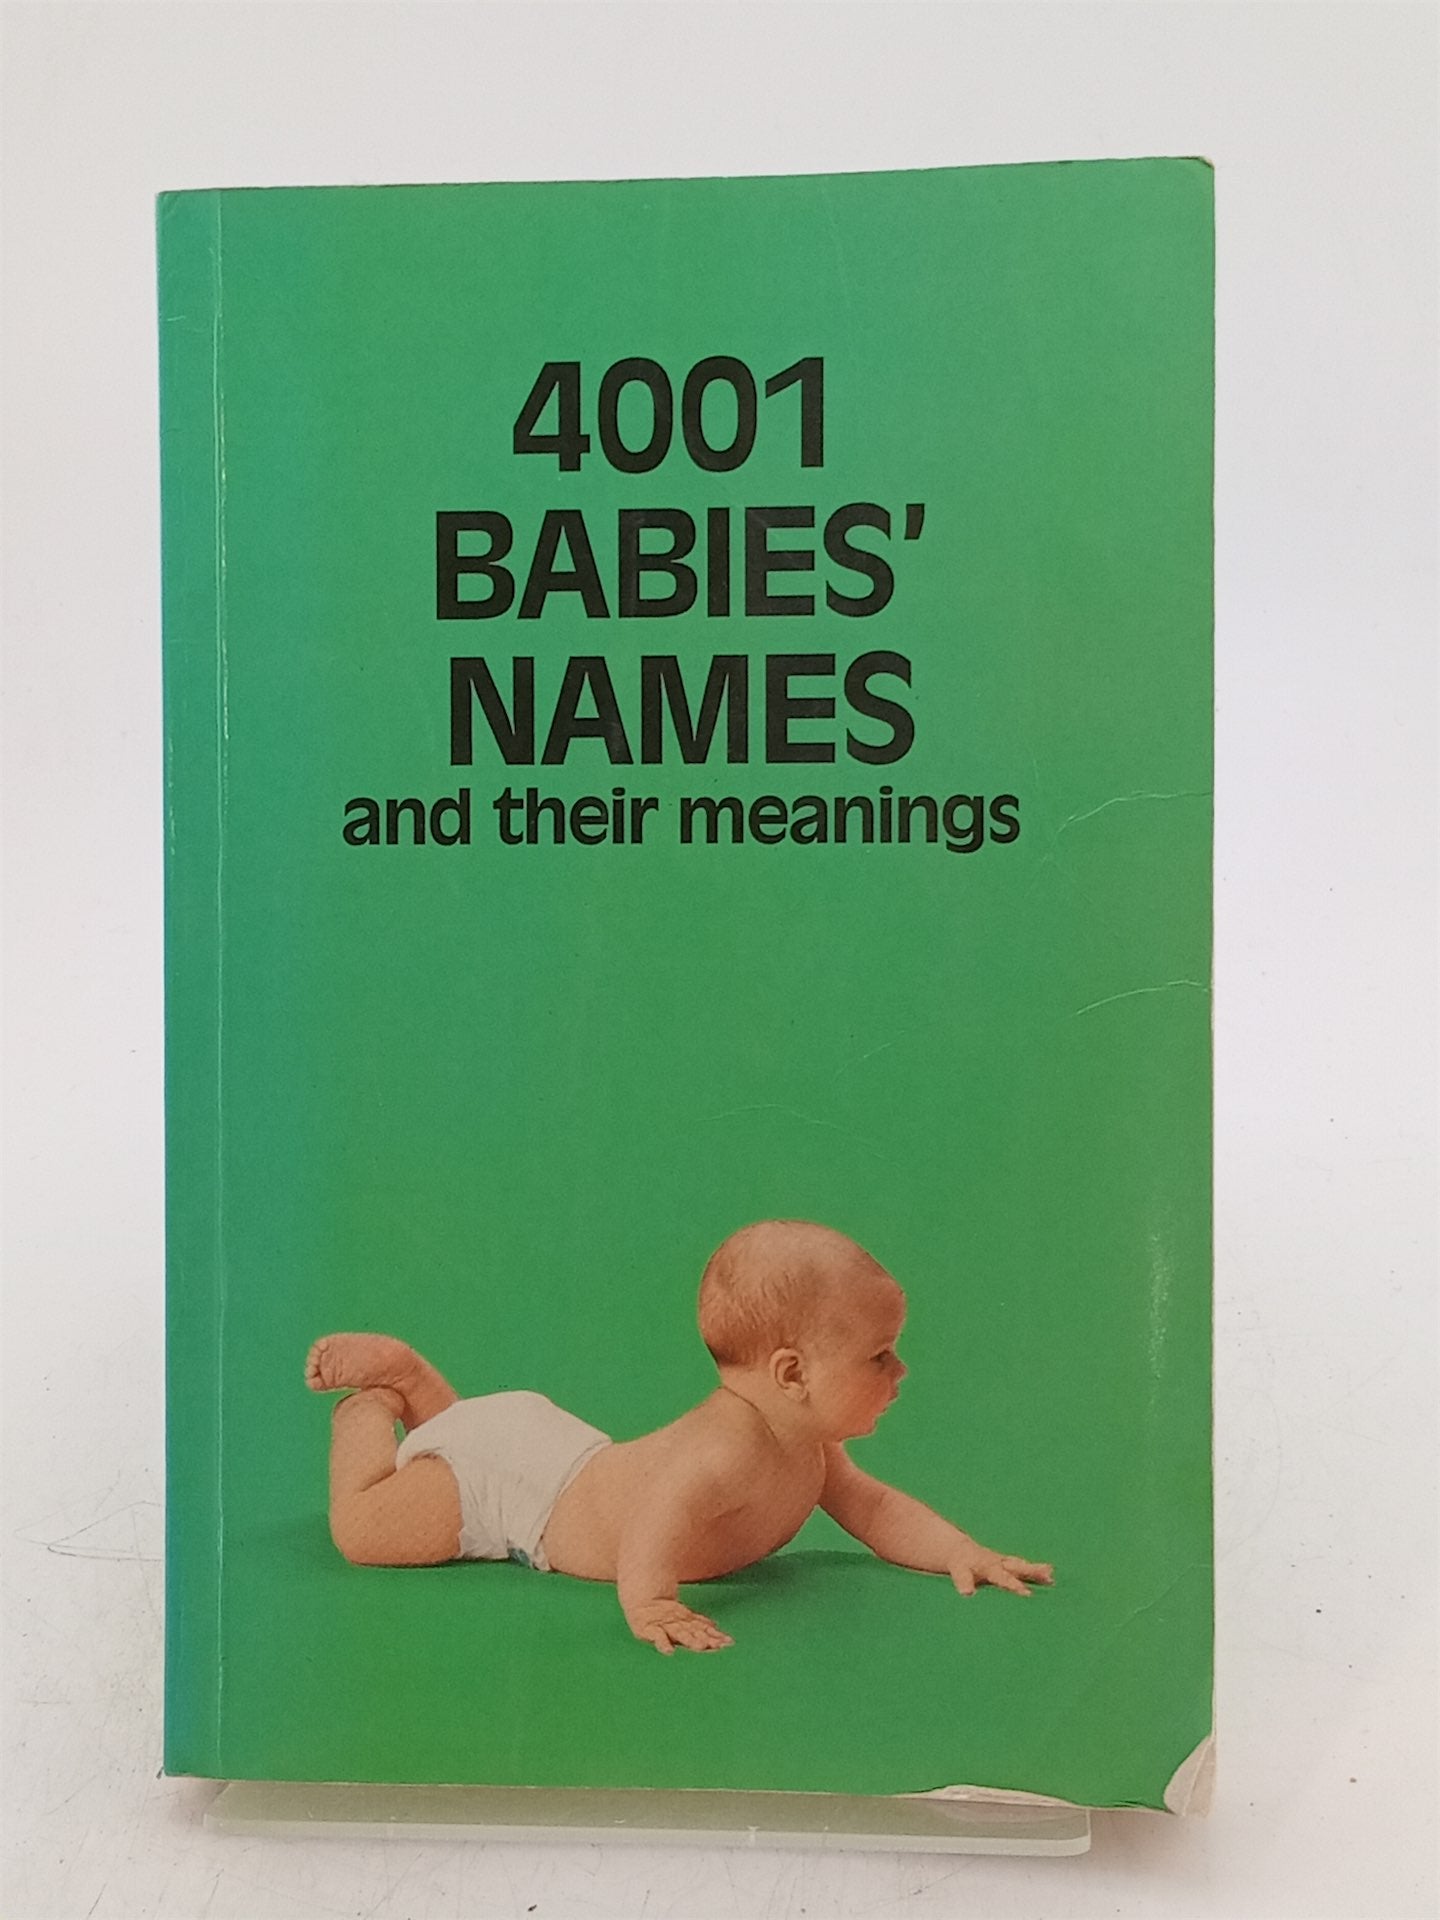 4001
BABIES’
NAMES
and their meanings